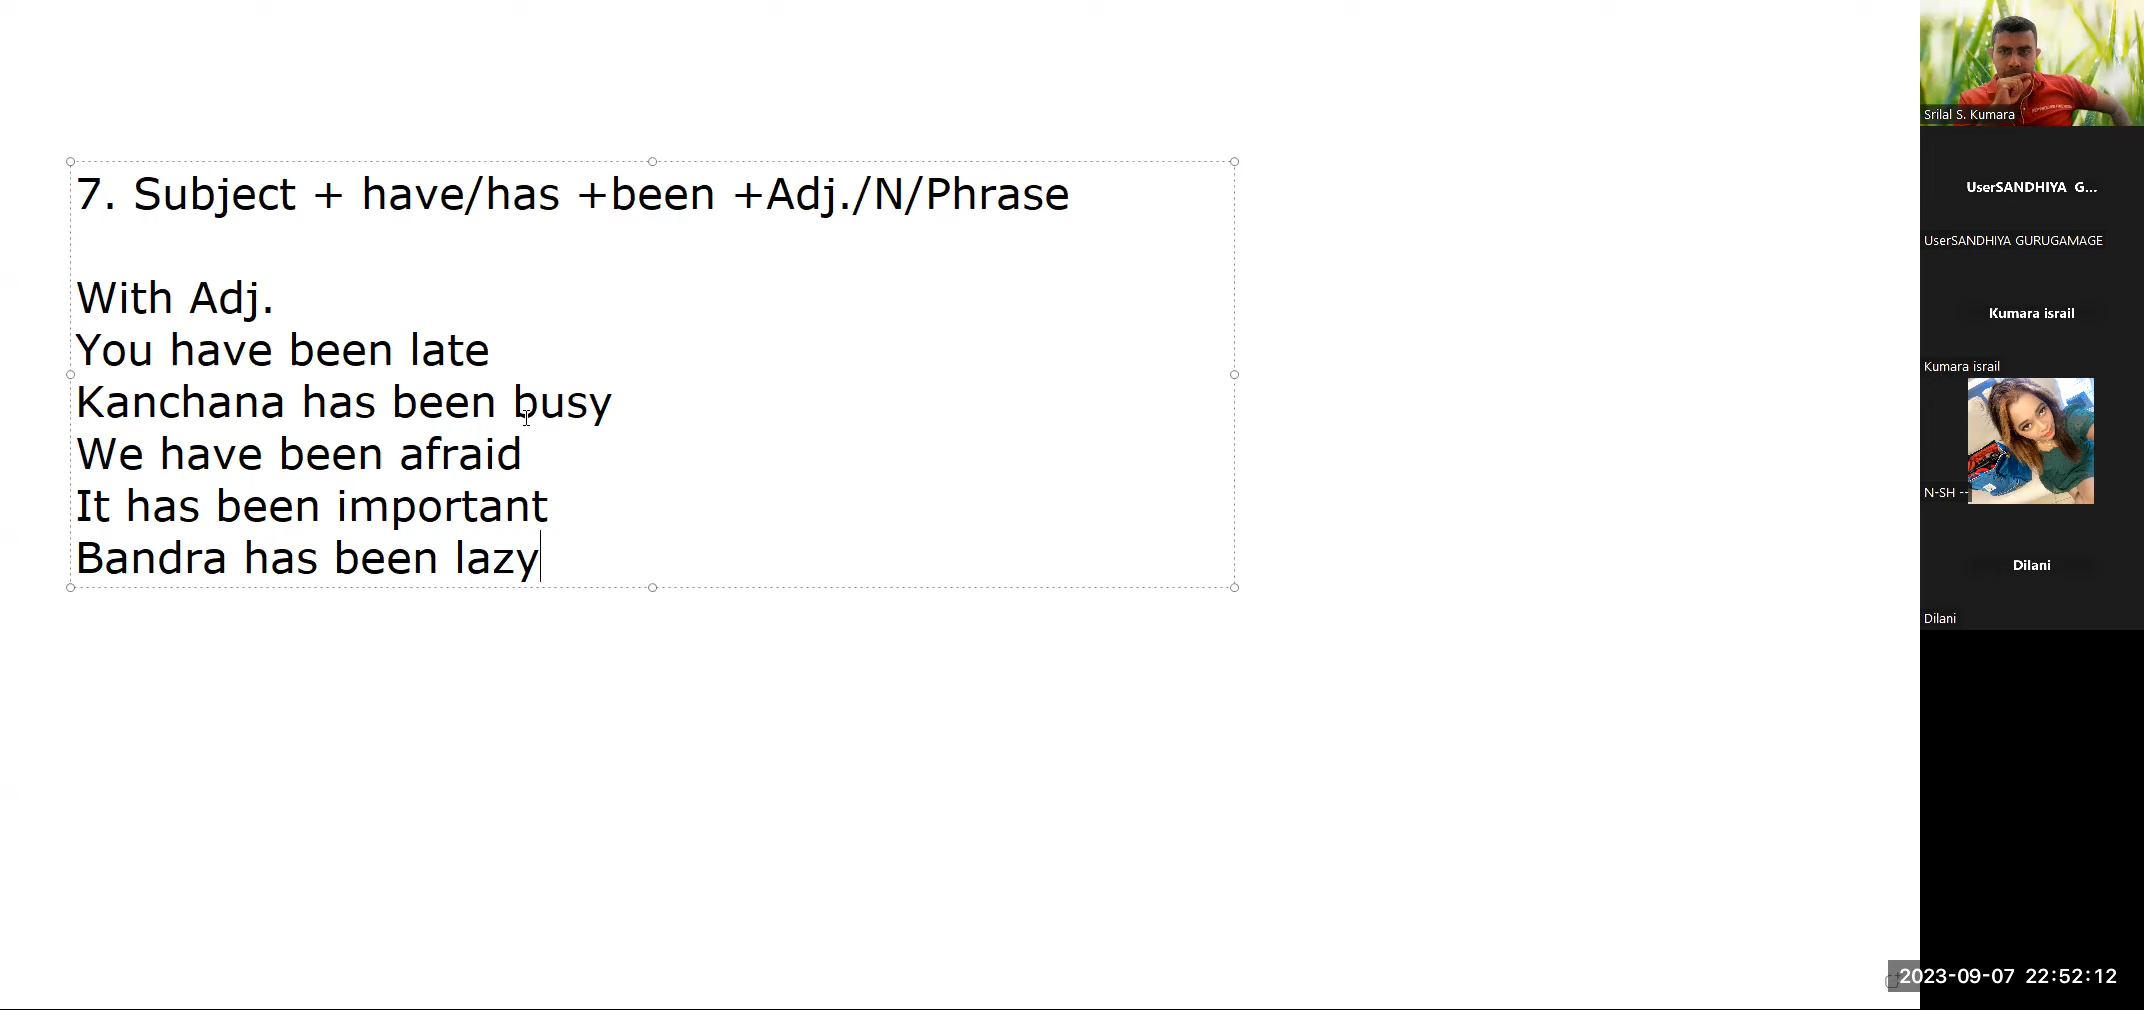 7. Subject + have/has +been +Adj./N/Phrase
With Adj.
You have been late
Kanchana has been busy
We have been afraid
It has been important
Bandra has been lazy
Srilal S. Kumara
UserSANDHIYA G...
UserSANDHIYA GURUGAMAGE
Kumara israil
Kumara israil
N-SH --
Dilani
Dilani
2023-09-07 22:52:12